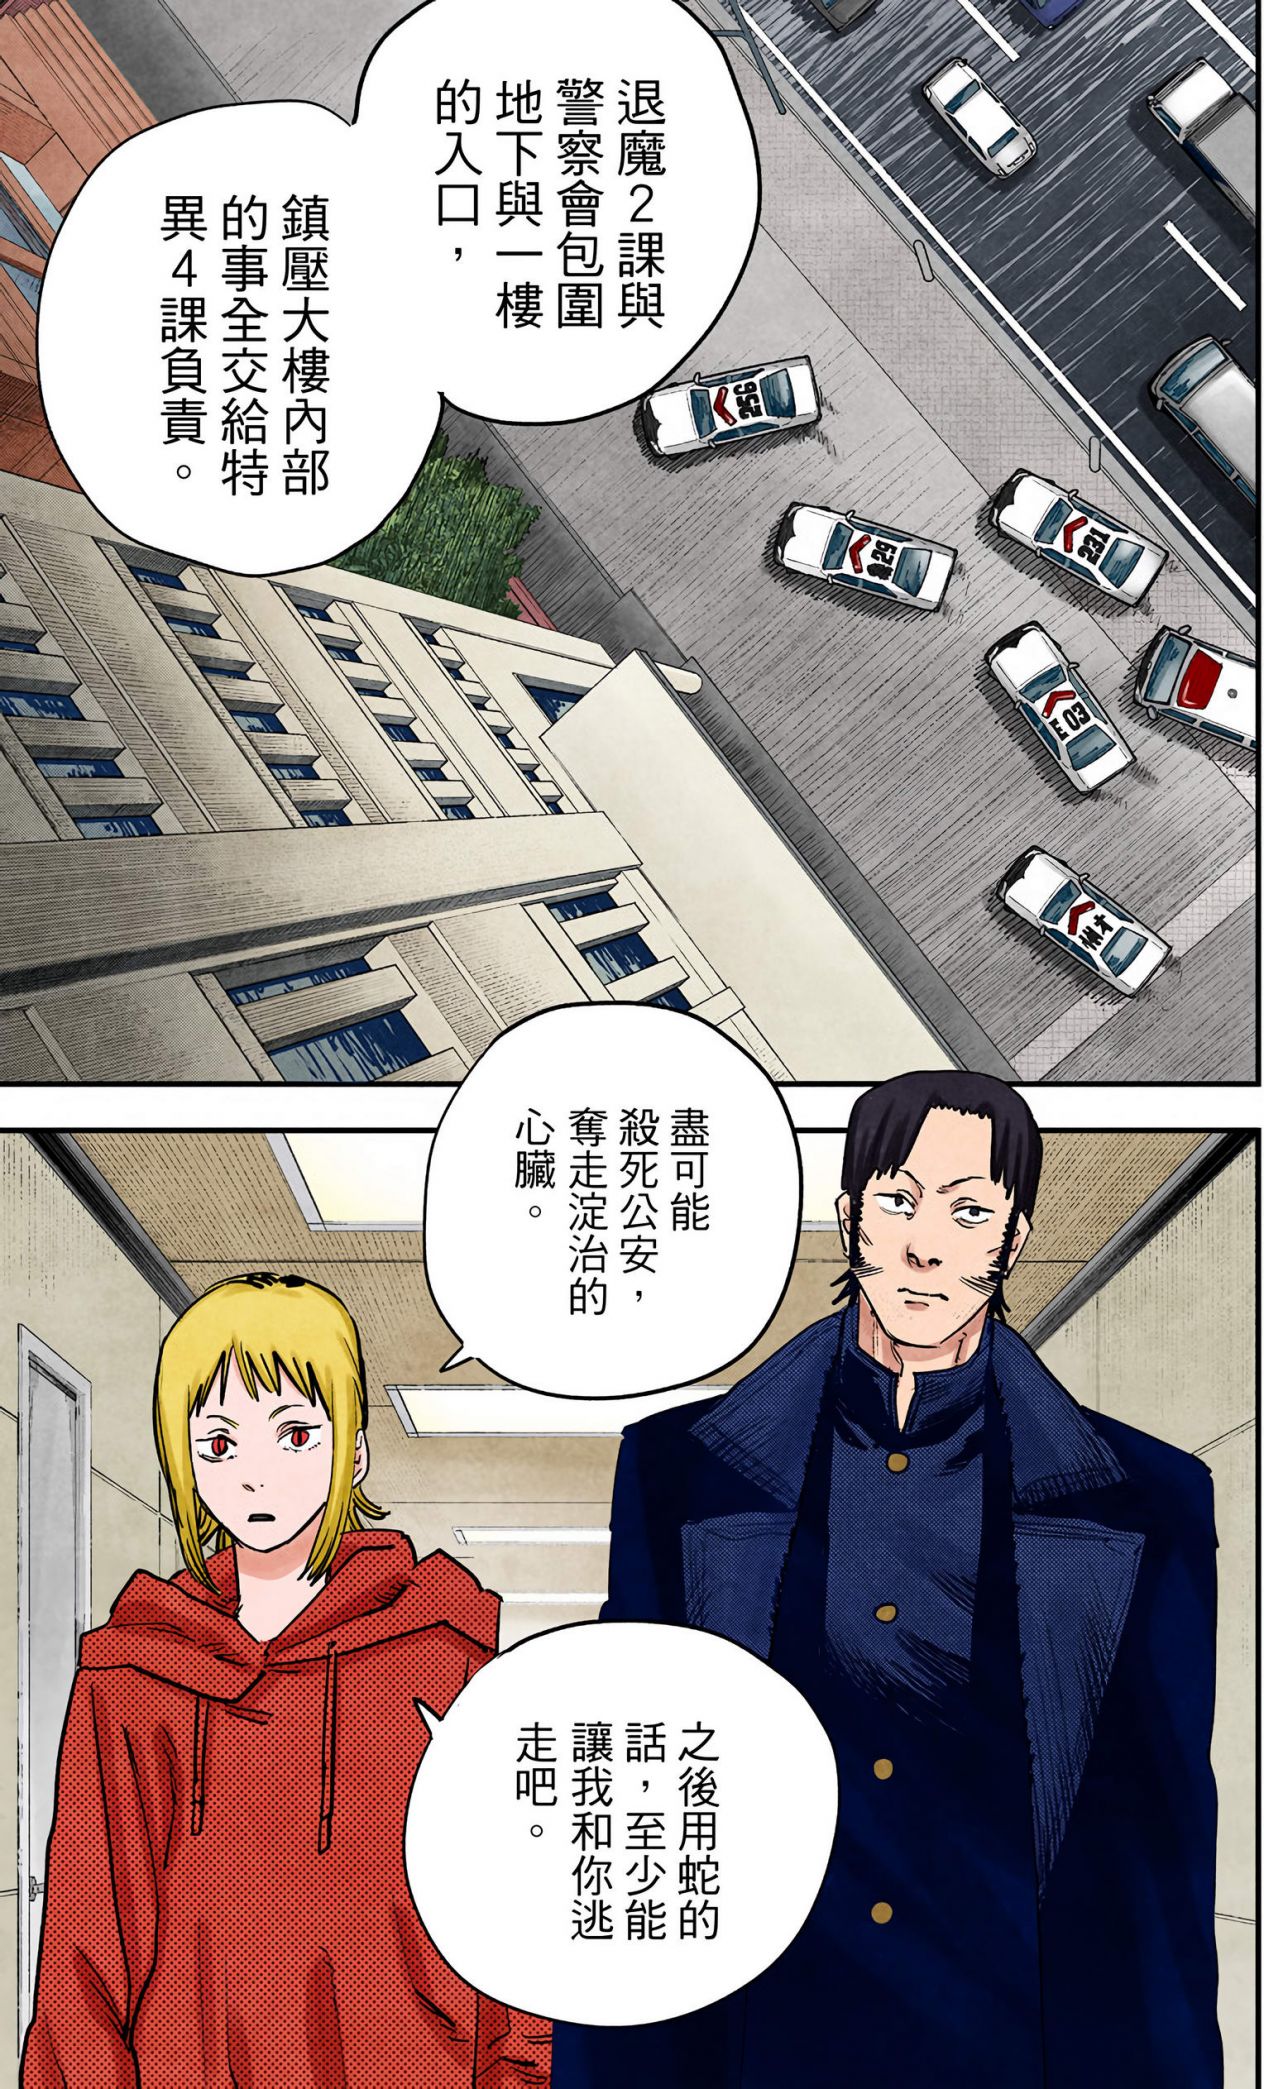 退魔2課與
警察會包圍
地下與一樓
的入口，
鎮壓大樓內部
的事全交給特
異4課負責。
256
231
E 03
盡可能
殺死公安，
奪走淀治的
心臟。
之後用蛇的
話，至少能
讓我和你逃
走吧。